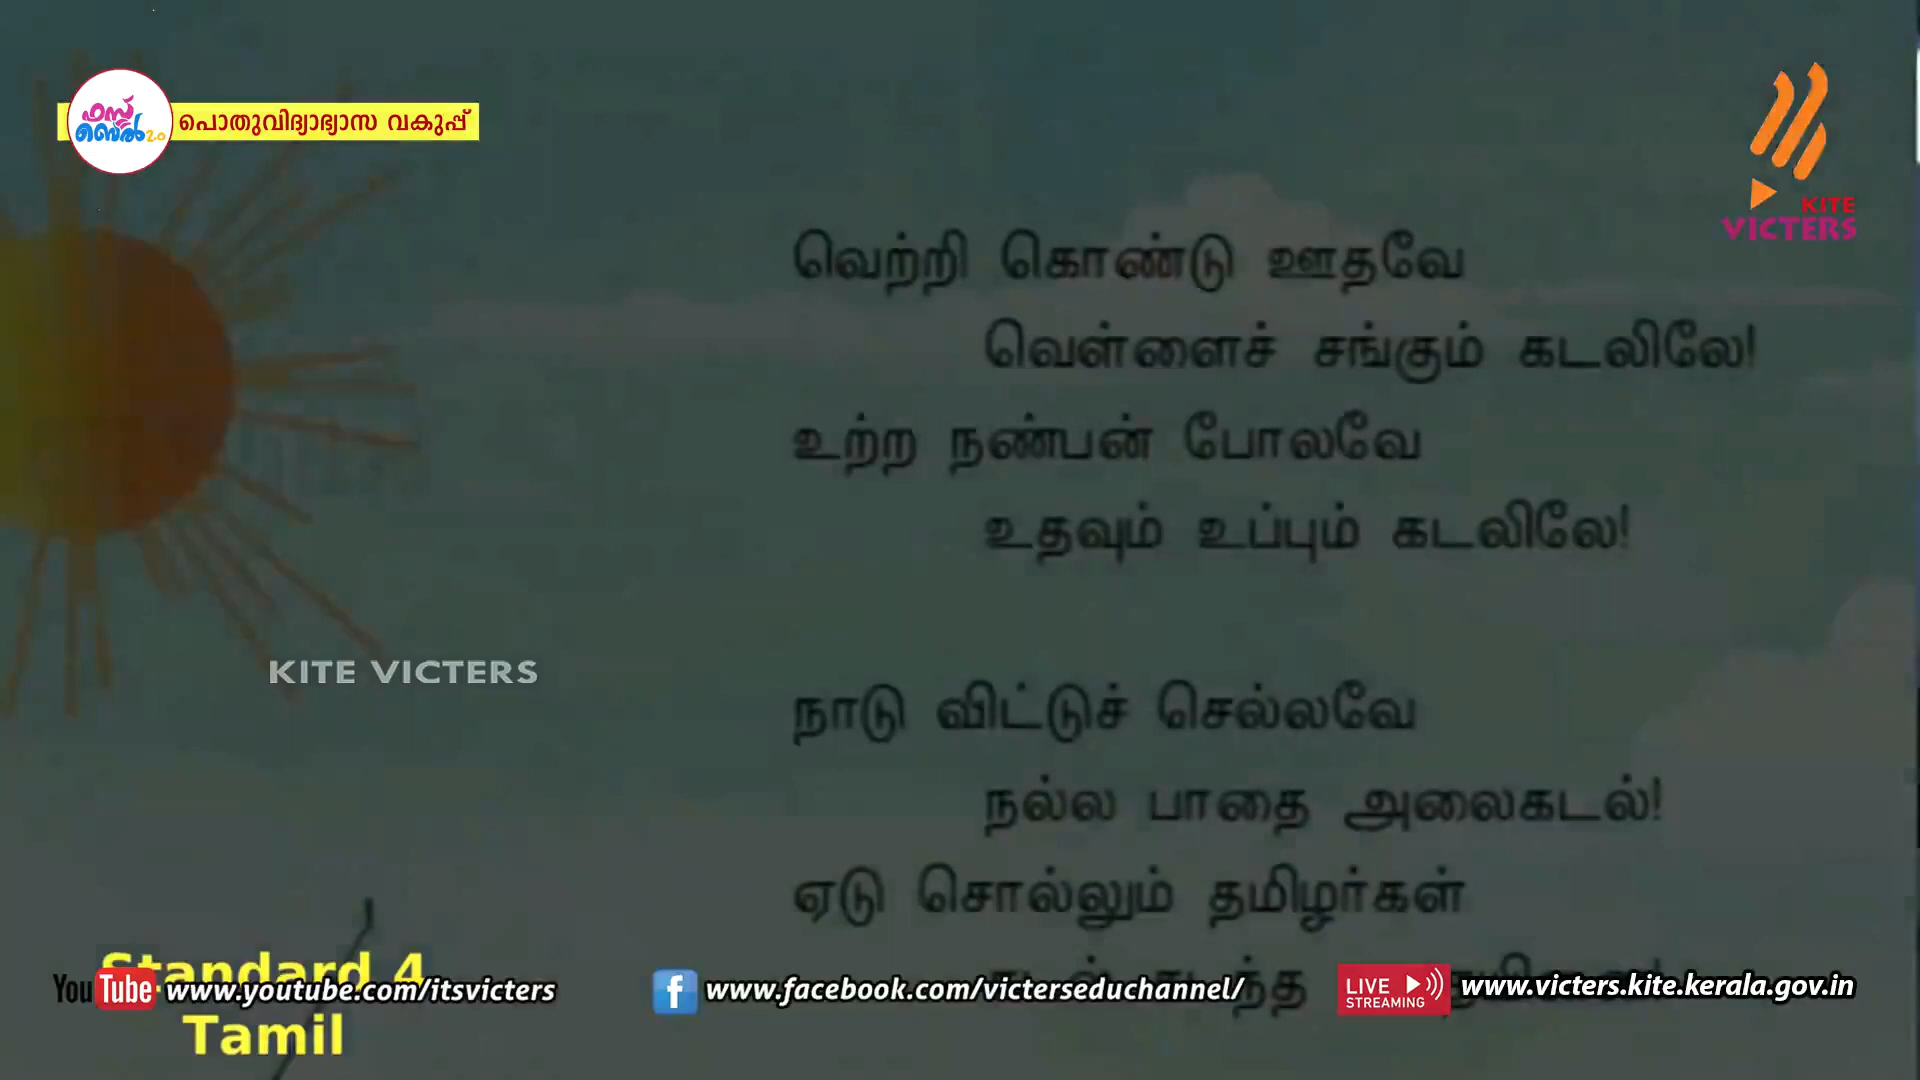 ഫസ്റ്റ്
ബെൽ 2.0
പൊതുവിദ്യാഭ്യാസ വകുപ്പ്
KITE
VICTERS
வெற்றி கொண்டு ஊதவே
வெள்ளைச் சங்கும் கடலிலே!
உற்ற நண்பன் போலவே
உதவும் உப்பும் கடலிலே!
KITE VICTERS
நாடு விட்டுச் செல்லவே
நல்ல பாதை அலைகடல்!
ஏடு சொல்லும் தமிழர்கள்
Standard 4
Tamil
YouTube www.youtube.com/itsvicters
f www.facebook.com/victerseduchannel/
LIVE STREAMING www.victers.kite.kerala.gov.in